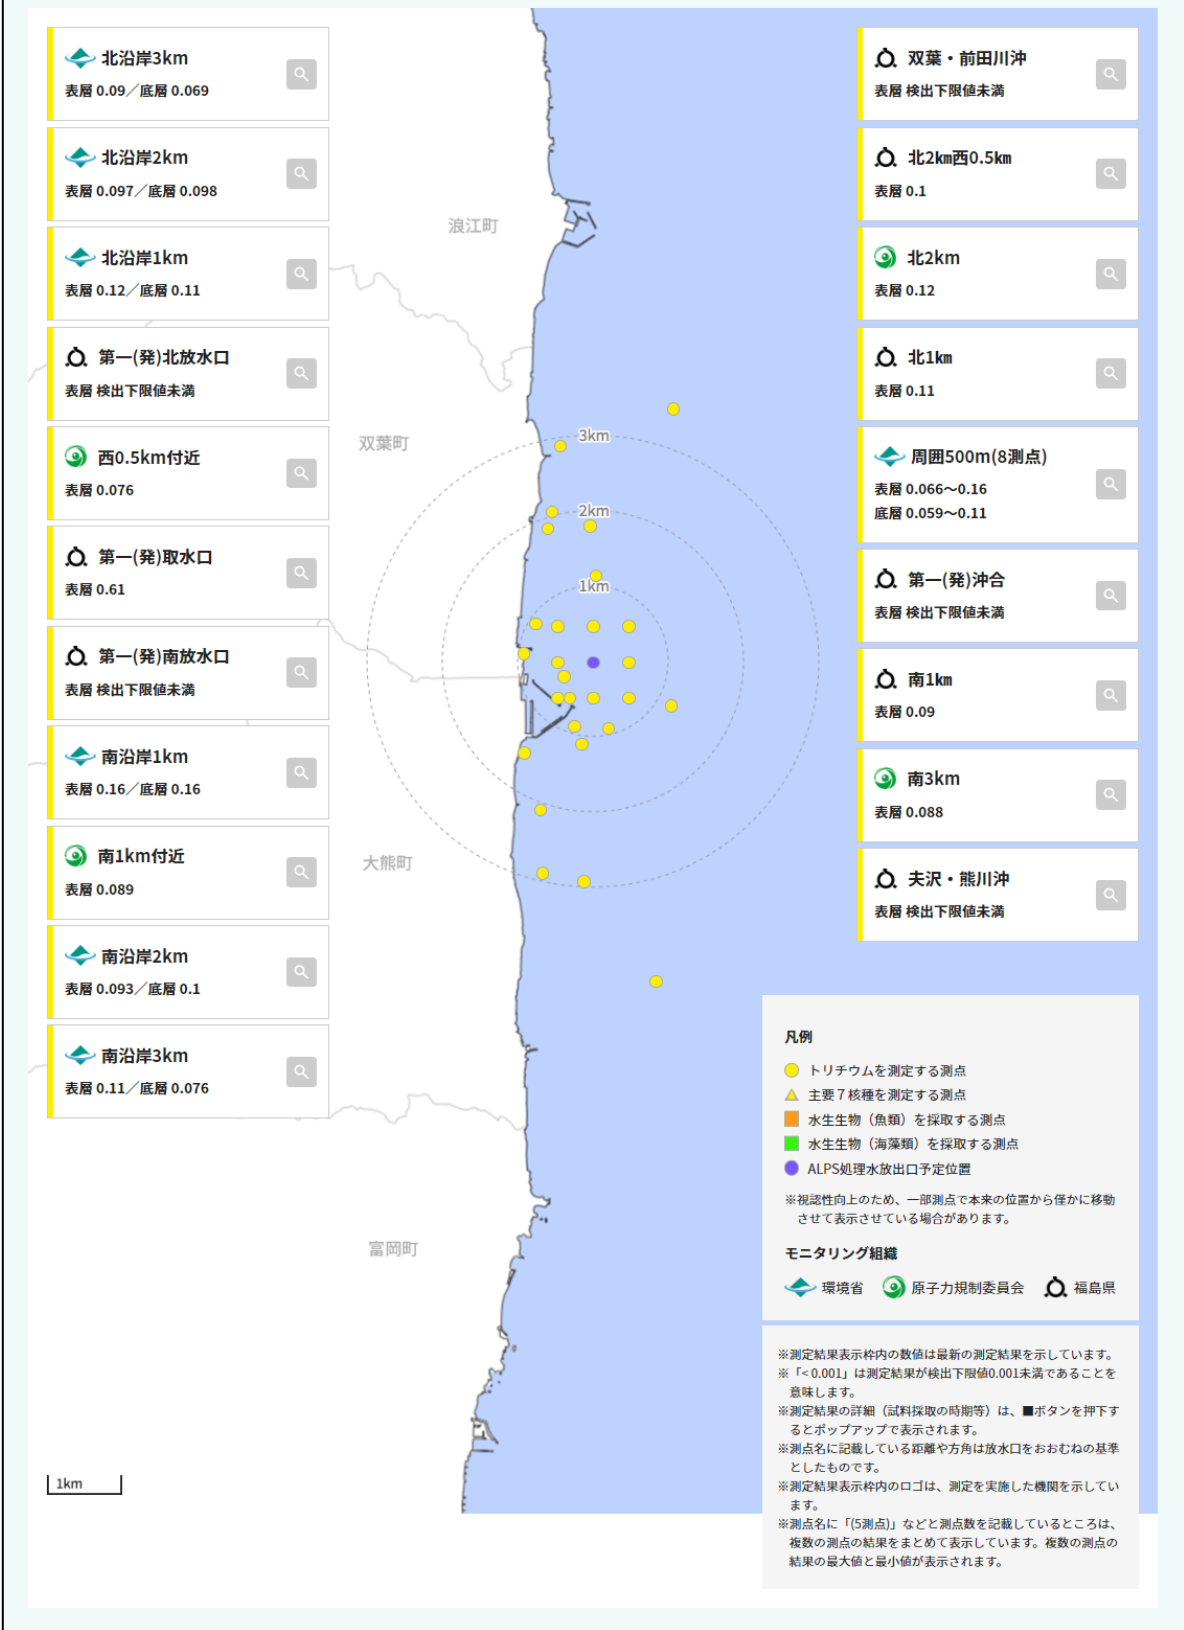 北沿岸3km
表層 0.09／底層 0.069
北沿岸2km
表層 0.097／底層 0.098
北沿岸1km
表層 0.12／底層 0.11
第一(発)北放水口
表層 検出下限値未満
西0.5km付近
表層 0.076
第一(発)取水口
表層 0.61
第一(発)南放水口
表層 検出下限値未満
南沿岸1km
表層 0.16／底層 0.16
南1km付近
表層 0.089
南沿岸2km
表層 0.093／底層 0.1
南沿岸3km
表層 0.11／底層 0.076
浪江町
双葉町
大熊町
富岡町
3km
2km
1km
1km
双葉・前田川沖
表層 検出下限値未満
北2㎞西0.5㎞
表層 0.1
北2km
表層 0.12
北1㎞
表層 0.11
周囲500m(8測点)
表層 0.066～0.16
底層 0.059～0.11
第一(発)沖合
表層 検出下限値未満
南1㎞
表層 0.09
南3km
表層 0.088
夫沢・熊川沖
表層 検出下限値未満
凡例
トリチウムを測定する測点
主要７核種を測定する測点
水生生物（魚類）を採取する測点
水生生物（海藻類）を採取する測点
ALPS処理水放出口予定位置
※視認性向上のため、一部測点で本来の位置から僅かに移動
させて表示させている場合があります。
モニタリング組織
環境省 原子力規制委員会 福島県
※測定結果表示枠内の数値は最新の測定結果を示しています。
※「< 0.001」は測定結果が検出下限値0.001未満であることを
意味します。
※測定結果の詳細（試料採取の時期等）は、■ボタンを押下す
るとポップアップで表示されます。
※測点名に記載している距離や方角は放水口をおおむねの基準
としたものです。
※測定結果表示枠内のロゴは、測定を実施した機関を示してい
ます。
※測点名に「(5測点)」などと測点数を記載しているところは、
複数の測点の結果をまとめて表示しています。複数の測点の
結果の最大値と最小値が表示されます。